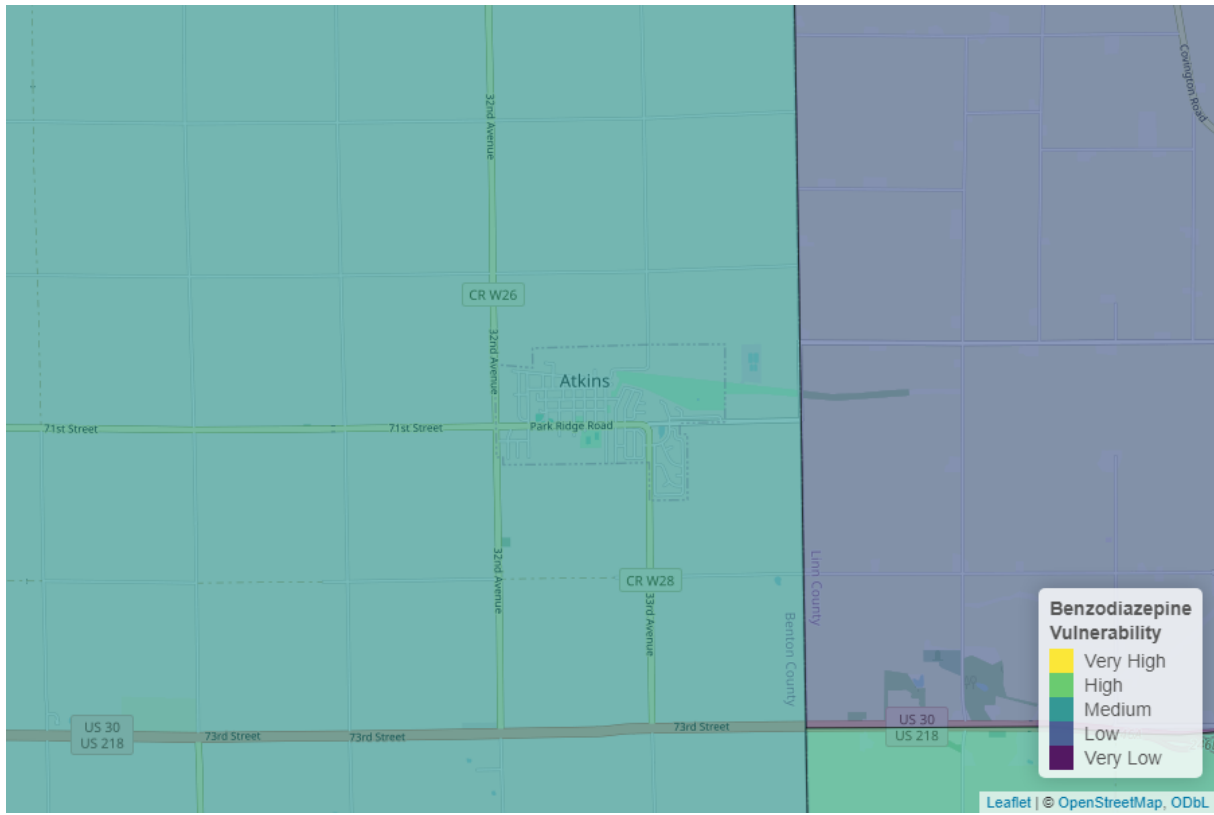 Covington Road
32nd Avenue
CR W26
32nd Avenue
Atkins
71st Street
71st Street
Park Ridge Road
32nd Avenue
CR W28
33rd Avenue
Linn County
Benton County
US 30
US 218
73rd Street
73rd Street
73rd Street
US 30
US 218
Benzodiazepine
Vulnerability
Very High
High
Medium
Low
Very Low
Leaflet | © OpenStreetMap, ODbL